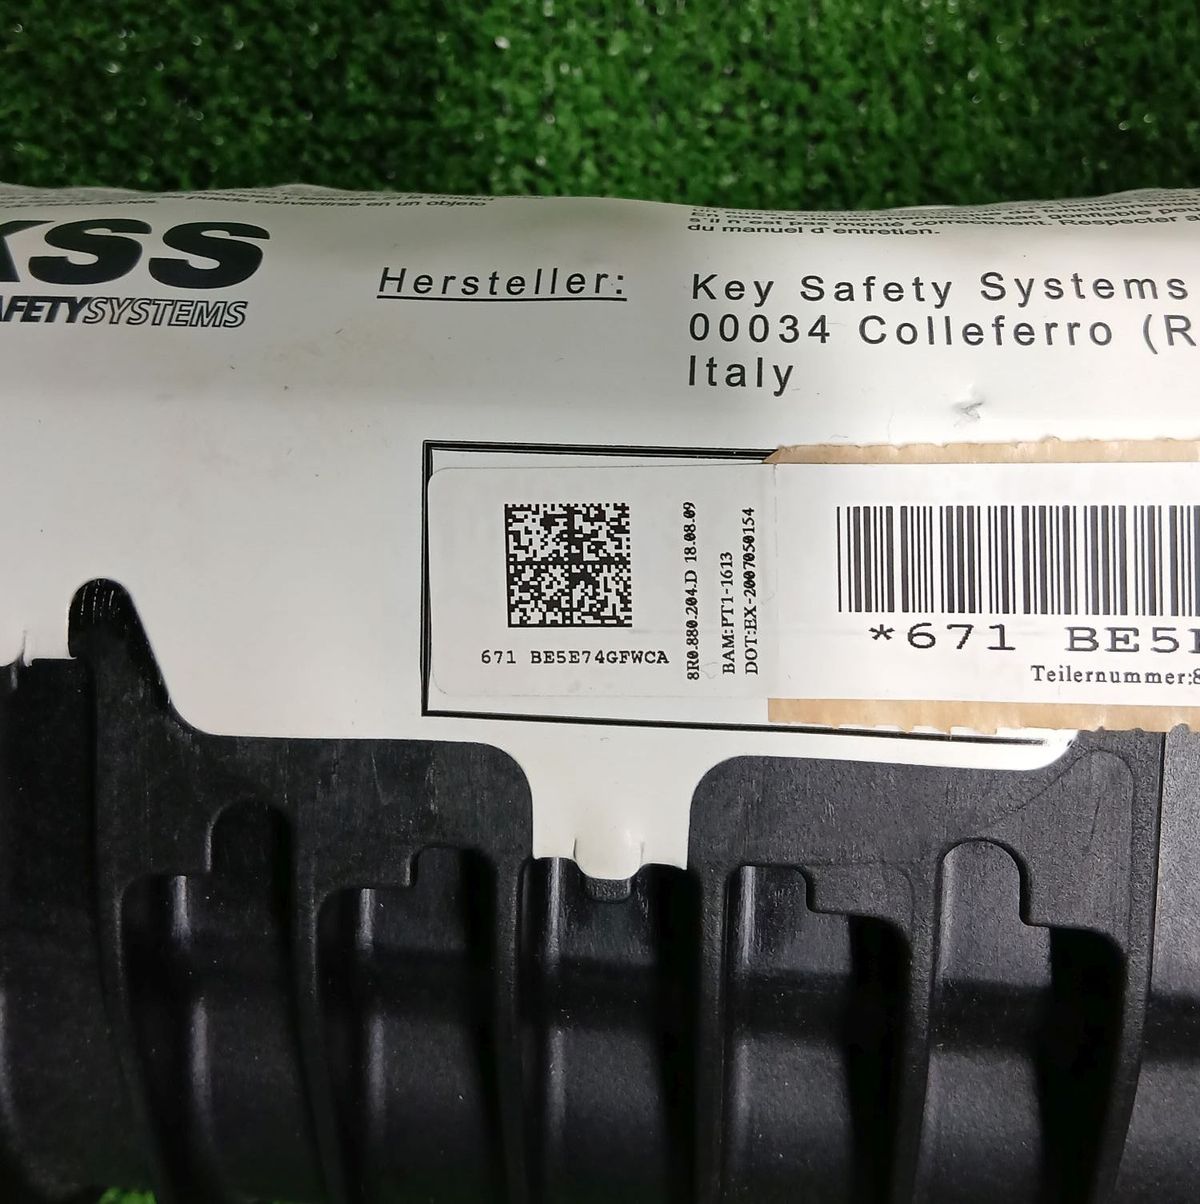 du manuel d'entretien.
KSS
SAFETYSYSTEMS
Hersteller:
Key Safety Systems
00034 Colleferro (R
Italy
671 BE5E74GFWCA
8R0.880.204.D 18.08.09
BAM:PT1-1613
DOT:EX-2007050154
*671 BE5
Teilernummer:8